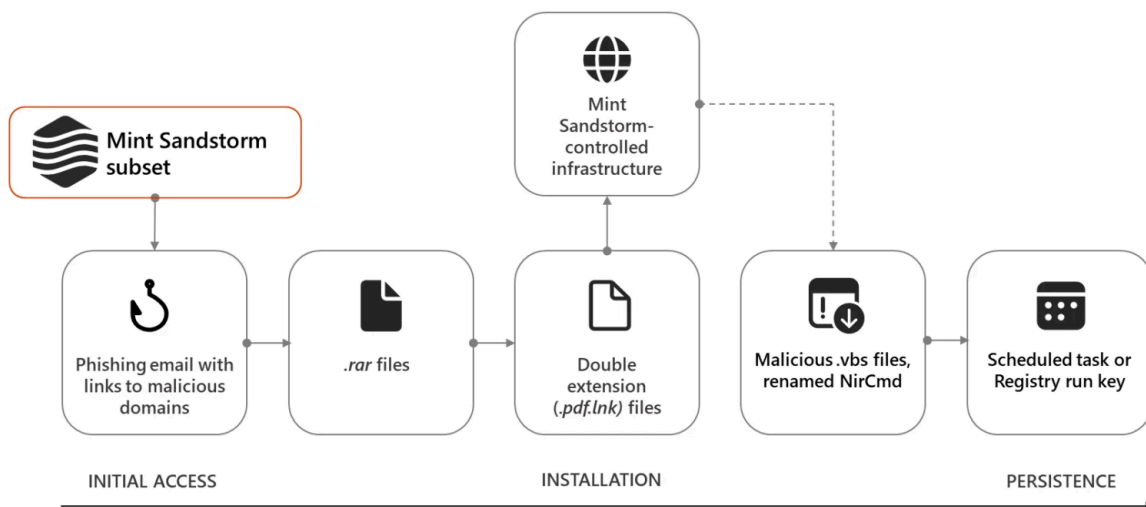 Mint Sandstorm
subset
Mint
Sandstorm-
controlled
infrastructure
Phishing email with
links to malicious
domains
.rar files
Double
extension
(.pdf.lnk) files
Malicious .vbs files,
renamed NirCmd
Scheduled task or
Registry run key
INITIAL ACCESS
INSTALLATION
PERSISTENCE